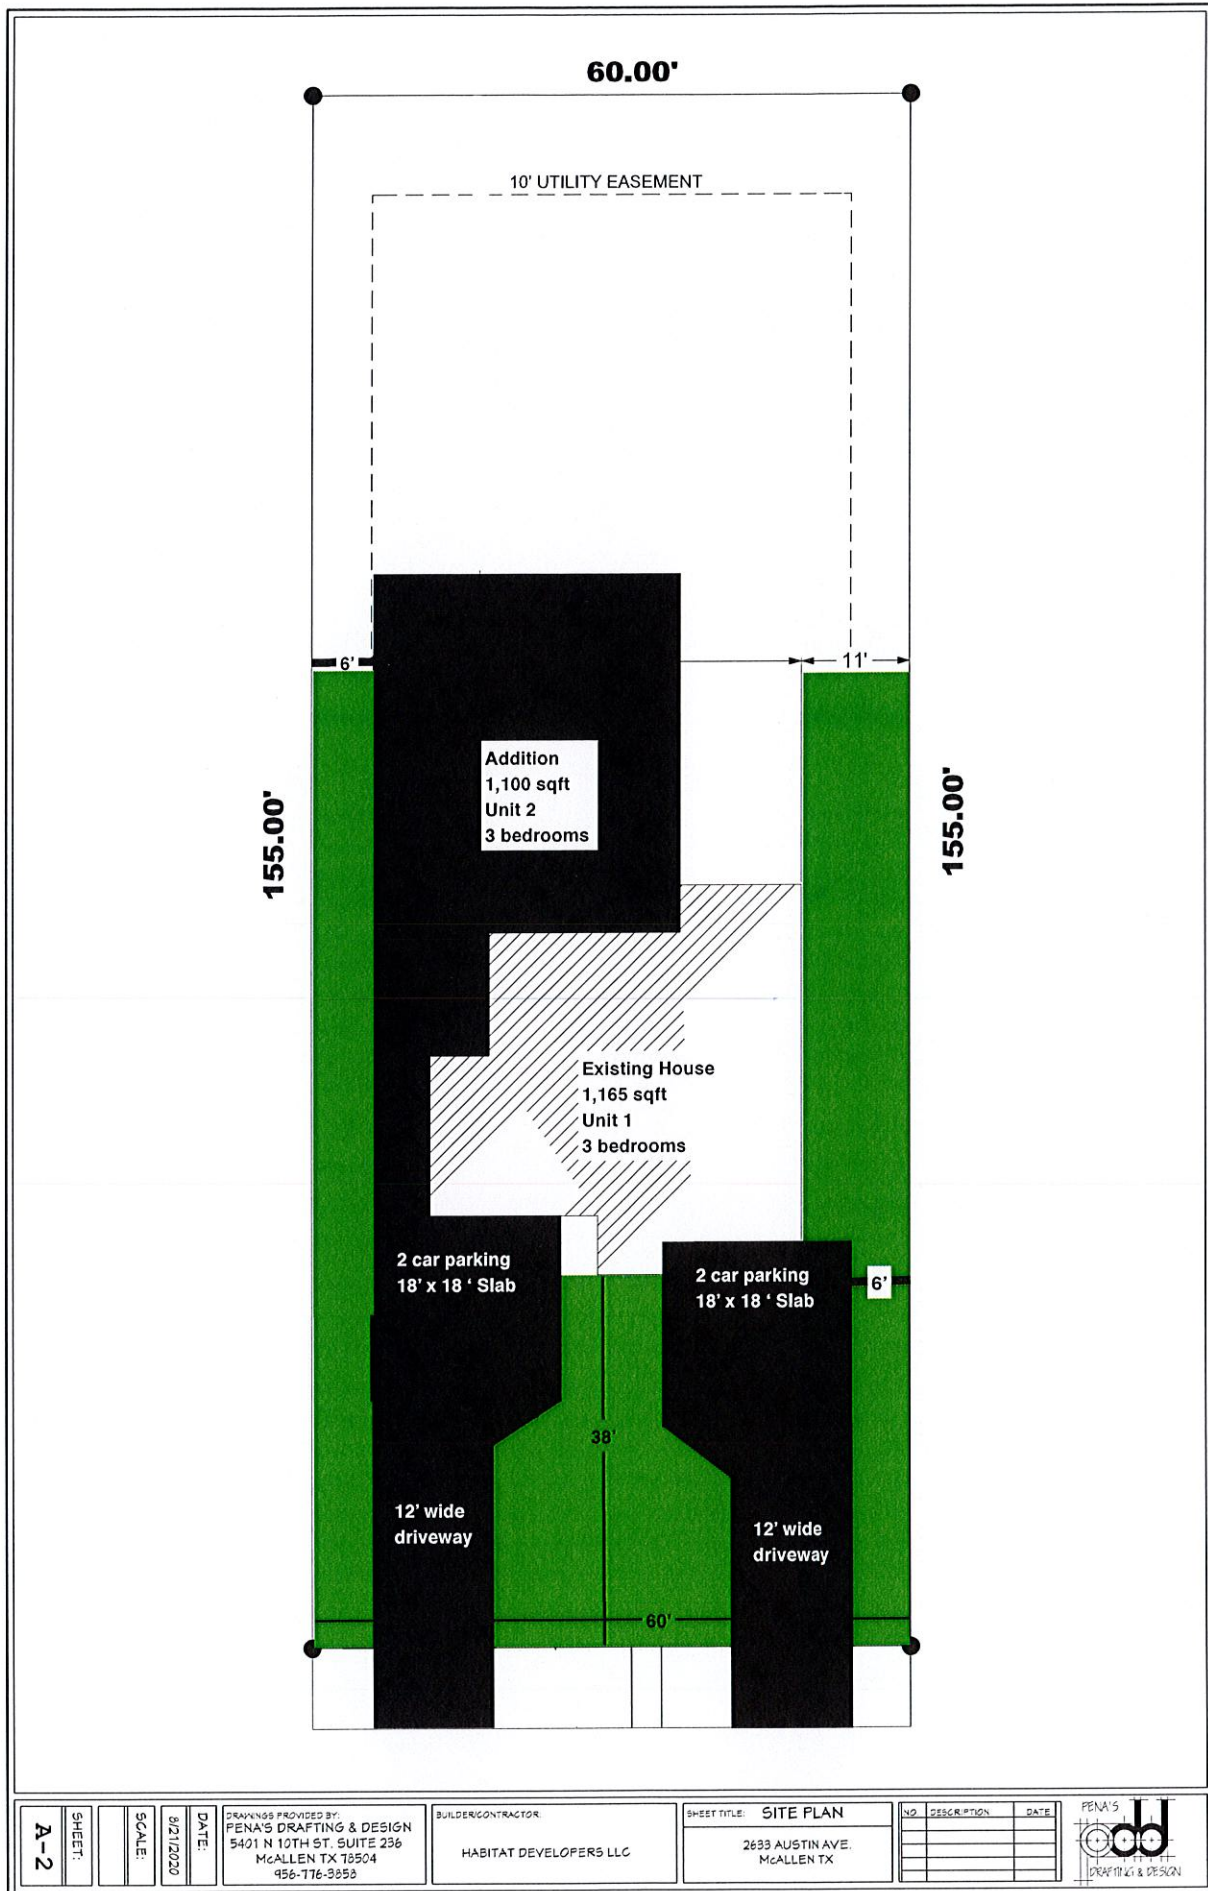 60.00'
10' UTILITY EASEMENT
6'
11'
155.00'
155.00'
Addition
1,100 sqft
Unit 2
3 bedrooms
Existing House
1,165 sqft
Unit 1
3 bedrooms
2 car parking
18' x 18 ‘ Slab
2 car parking
18' x 18 ‘ Slab
6’
38'
12’ wide
driveway
12’ wide
driveway
60'
A-2
SHEET:
SCALE:
8/21/2020
DATE:
DRAWINGS PROVIDED BY:
PENA'S DRAFTING & DESIGN
5401 N 10TH ST. SUITE 236
McALLEN TX 78504
956-776-3858
BUILDER/CONTRACTOR:
HABITAT DEVELOPERS LLC
SHEET TITLE: SITE PLAN
2633 AUSTIN AVE.
McALLEN TX
NO. DESCRIPTION DATE
PENA'S
DRAFTING & DESIGN